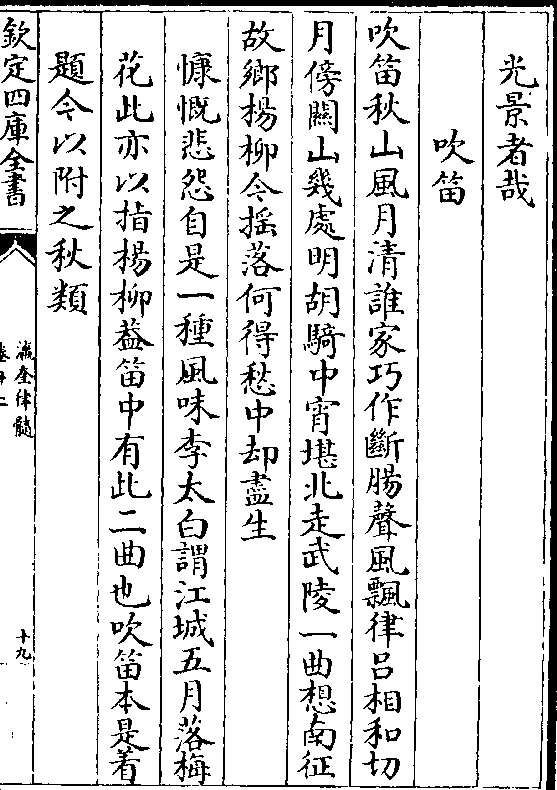 光景者哉
吹笛
吹笛秋山風月清誰家巧作斷腸聲風飄律呂相和切
月傍關山幾處明胡騎中宵堪北走武陵一曲想南征
故鄉楊柳今揺落何得愁中却盡生
慷慨悲怨自是一種風味李太白謂江城五月落梅
花此亦以指楊柳葢笛中有此二曲也吹笛本是着
題今以附之秋類
欽定四庫全書
瀛奎律髓
十九